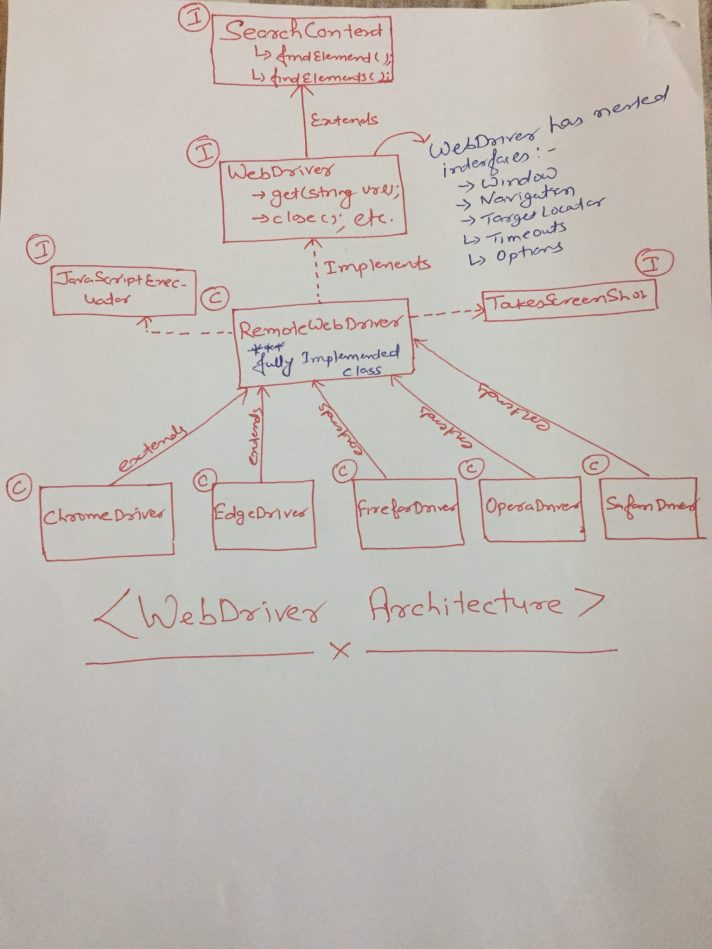 I
SearchContext
↳ findElement();
↳ findElements();
Extends
I
WebDriver
→ get(string url);
→ close(); etc.
WebDriver has nested
interfaces:-
→ Window
→ Navigation
→ Target Locator
↳ Timeouts
↳ Options
Implements
I
JavaScriptExec-
uator
C
RemoteWebDriver
***
fully Implemented
class
I
TakesScreenShot
extends
extends
extends
extends
extends
C
ChromeDriver
C
EdgeDriver
C
FirefoxDriver
C
OperaDriver
C
SafariDriver
<WebDriver Architecture>
x